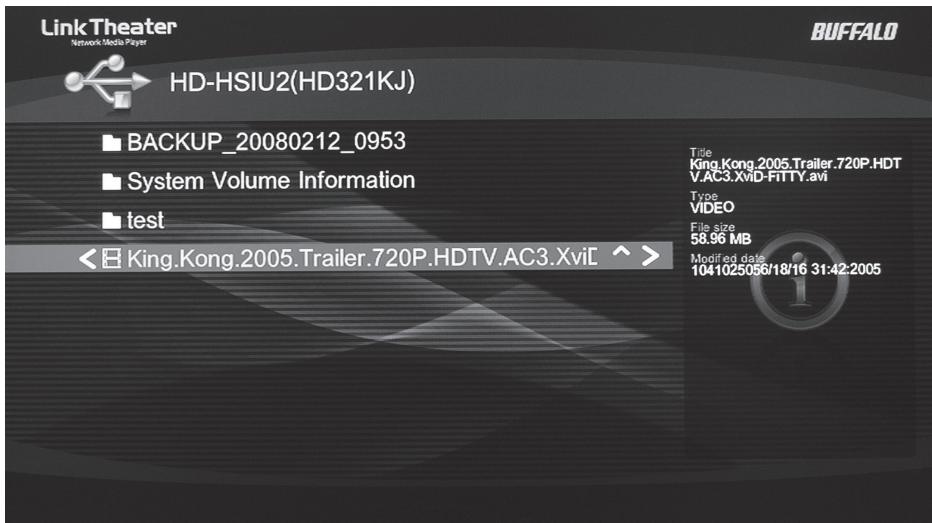 LinkTheater
Network Media Player
BUFFALO
HD-HSIU2(HD321KJ)
BACKUP_20080212_0953
System Volume Information
test
King.Kong.2005.Trailer.720P.HDTV.AC3.XviD
Title
King.Kong.2005.Trailer.720P.HDT
V.AC3.XviD-FiTTY.avi
Type
VIDEO
File size
58.96 MB
Modified date
1041025056/18/16 31:42:2005